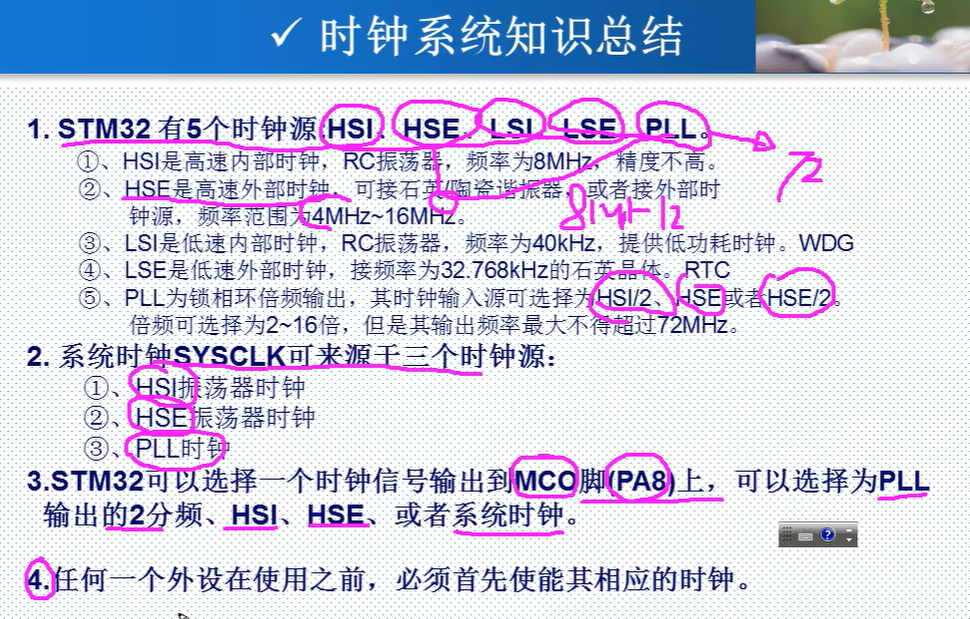 ✓ 时钟系统知识总结
1. STM32 有5个时钟源:HSI、HSE、LSI、LSE、PLL。
①、HSI是高速内部时钟，RC振荡器，频率为8MHz，精度不高。
②、HSE是高速外部时钟，可接石英/陶瓷谐振器，或者接外部时
钟源，频率范围为4MHz~16MHz。
③、LSI是低速内部时钟，RC振荡器，频率为40kHz，提供低功耗时钟。WDG
④、LSE是低速外部时钟，接频率为32.768kHz的石英晶体。RTC
⑤、PLL为锁相环倍频输出，其时钟输入源可选择为HSI/2、HSE或者HSE/2。
倍频可选择为2~16倍，但是其输出频率最大不得超过72MHz。
2. 系统时钟SYSCLK可来源于三个时钟源：
①、HSI振荡器时钟
②、HSE振荡器时钟
③、PLL时钟
3.STM32可以选择一个时钟信号输出到MCO脚(PA8)上，可以选择为PLL
输出的2分频、HSI、HSE、或者系统时钟。
4.任何一个外设在使用之前，必须首先使能其相应的时钟。
72